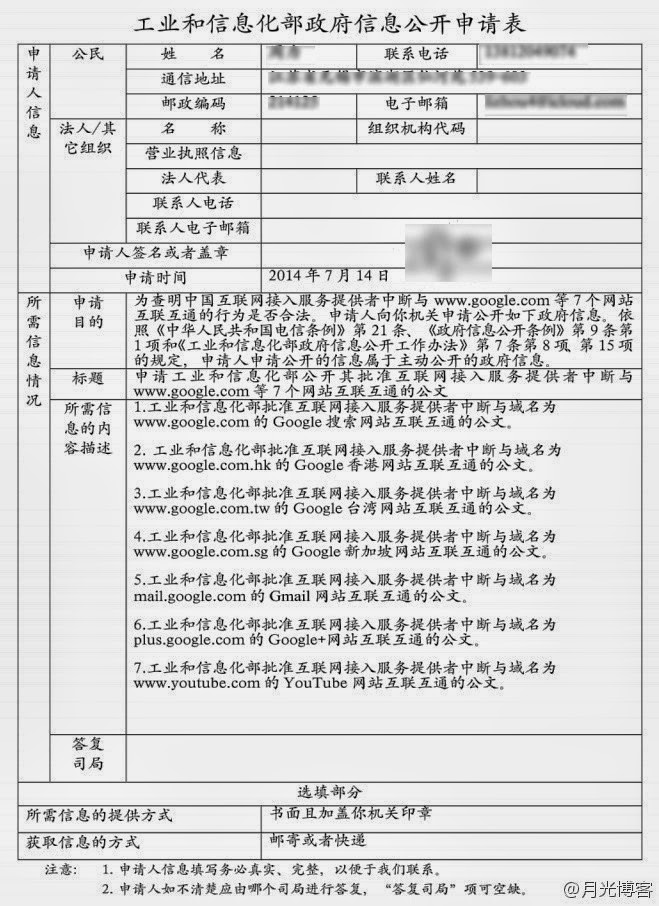 工业和信息化部政府信息公开申请表
申请人信息
公民
姓 名
联系电话
通信地址
邮政编码
电子邮箱
法人/其
它组织
名 称
组织机构代码
营业执照信息
法人代表
联系人姓名
联系人电话
联系人电子邮箱
申请人签名或者盖章
申请时间
2014 年 7 月 14 日
所需信息情况
申请
目的
为查明中国互联网接入服务提供者中断与 www.google.com 等 7 个网站
互联互通的行为是否合法。申请人向你机关申请公开如下政府信息。依
照《中华人民共和国电信条例》第 21 条、《政府信息公开条例》第 9 条第
1 项和《工业和信息化部政府信息公开工作办法》第 7 条第 8 项、第 15 项
的规定，申请人申请公开的信息属于主动公开的政府信息。
标题
申请工业和信息化部公开其批准互联网接入服务提供者中断与
www.google.com 等 7 个网站互联互通的公文
所需信
息的内
容描述
1.工业和信息化部批准互联网接入服务提供者中断与域名为
www.google.com 的 Google 搜索网站互联互通的公文。
2. 工业和信息化部批准互联网接入服务提供者中断与域名为
www.google.com.hk 的 Google 香港网站互联互通的公文。
3.工业和信息化部批准互联网接入服务提供者中断与域名为
www.google.com.tw 的 Google 台湾网站互联互通的公文。
4.工业和信息化部批准互联网接入服务提供者中断与域名为
www.google.com.sg 的 Google 新加坡网站互联互通的公文。
5.工业和信息化部批准互联网接入服务提供者中断与域名为
mail.google.com 的 Gmail 网站互联互通的公文。
6.工业和信息化部批准互联网接入服务提供者中断与域名为
plus.google.com 的 Google+网站互联互通的公文。
7.工业和信息化部批准互联网接入服务提供者中断与域名为
www.youtube.com 的 YouTube 网站互联互通的公文。
答复
司局
选填部分
所需信息的提供方式
书面且加盖你机关印章
获取信息的方式
邮寄或者快递
注意： 1. 申请人信息填写务必真实、完整，以便于我们联系。
2. 申请人如不清楚应由哪个司局进行答复，“答复司局”项可空缺。
@月光博客